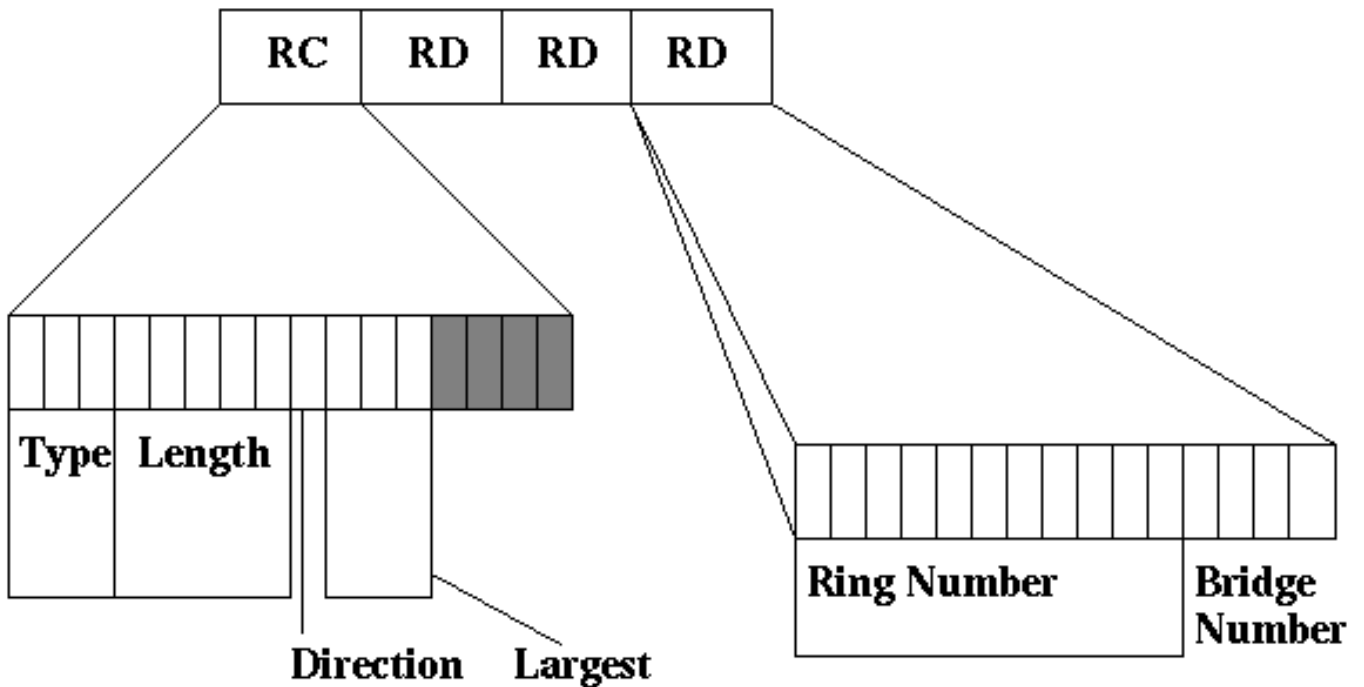 RC RD RD RD
Type Length
Ring Number
Bridge
Number
Direction Largest